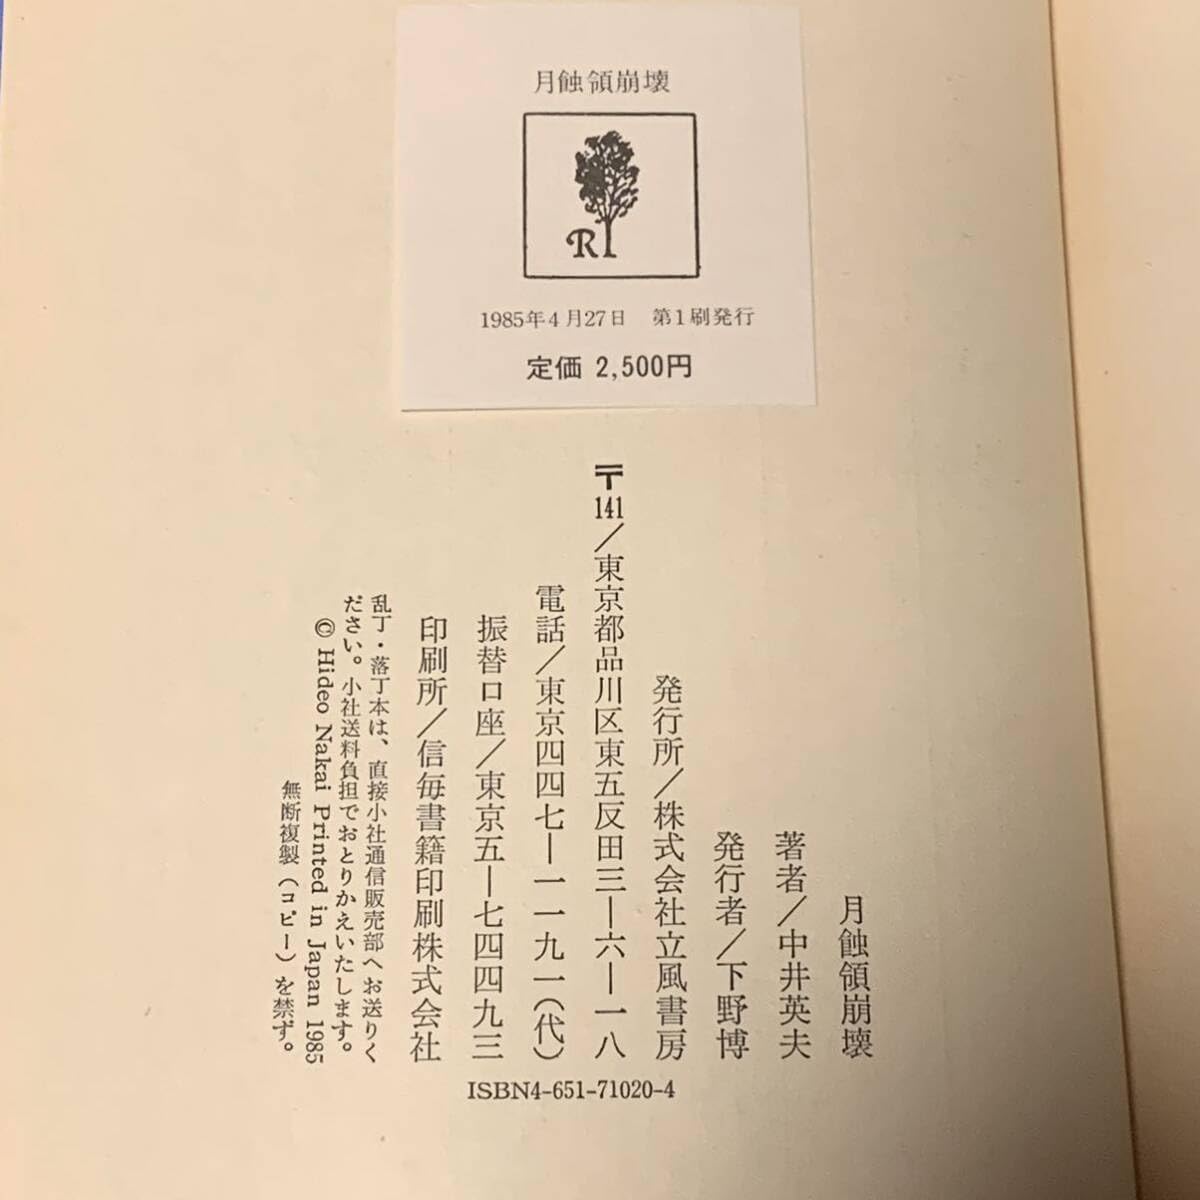 月蝕領崩壊
R
1985年4月27日　第1刷発行
定価 2,500円
月蝕領崩壊
著者／中井英夫
発行者／下野博
発行所／株式会社立風書房
〒141／東京都品川区東五反田三―六―一八
電話／東京四四七―一一九一（代）
振替口座／東京五―七四四九三
印刷所／信毎書籍印刷株式会社
乱丁・落丁本は、直接小社通信販売部へお送りく
ださい。小社送料負担でおとりかえいたします。
© Hideo Nakai Printed in Japan 1985
無断複製（コピー）を禁ず。
ISBN4-651-71020-4